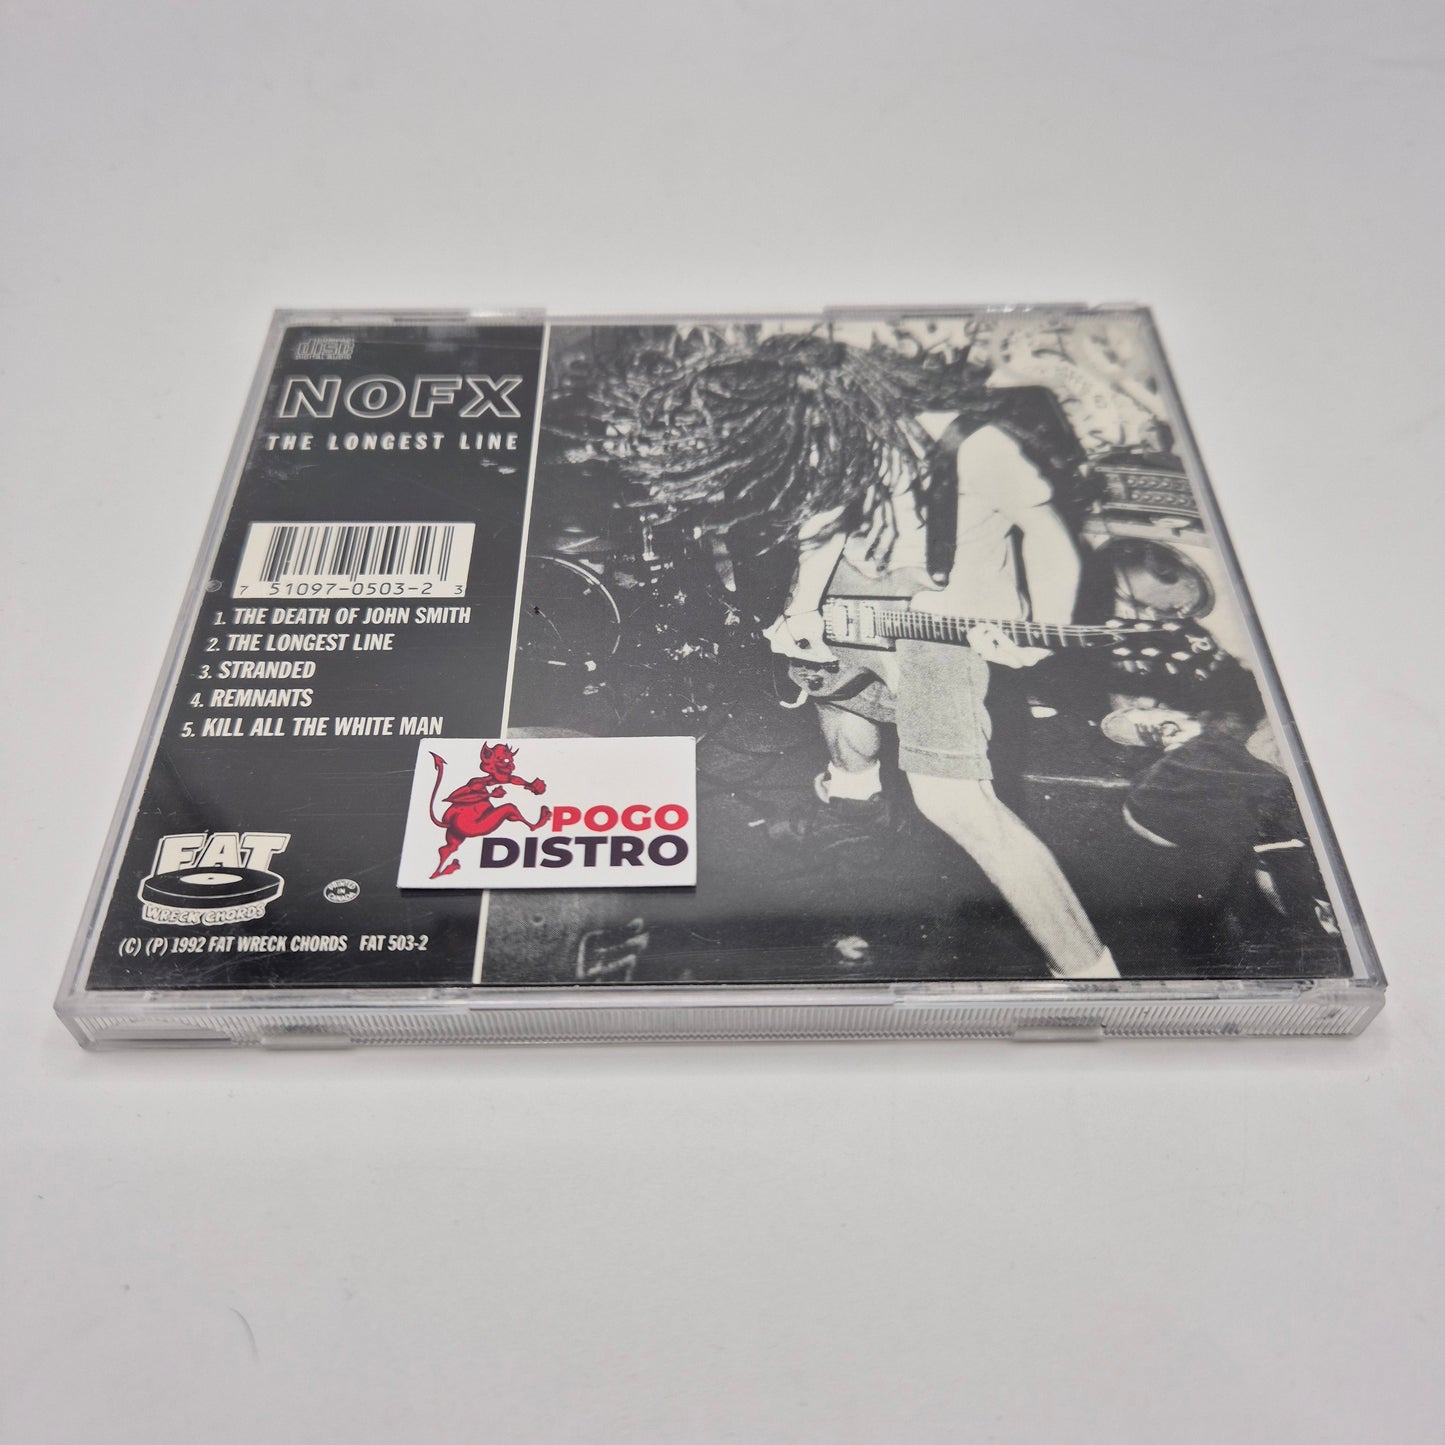 COMPACT
disc
DIGITAL AUDIO
NOFX
THE LONGEST LINE
7 51097-0503-2 3
1. THE DEATH OF JOHN SMITH
2. THE LONGEST LINE
3. STRANDED
4. REMNANTS
5. KILL ALL THE WHITE MAN
POGO
DISTRO
FAT
WRECK CHORDS
PRINTED
IN
CANADA
(C) (P) 1992 FAT WRECK CHORDS FAT 503-2